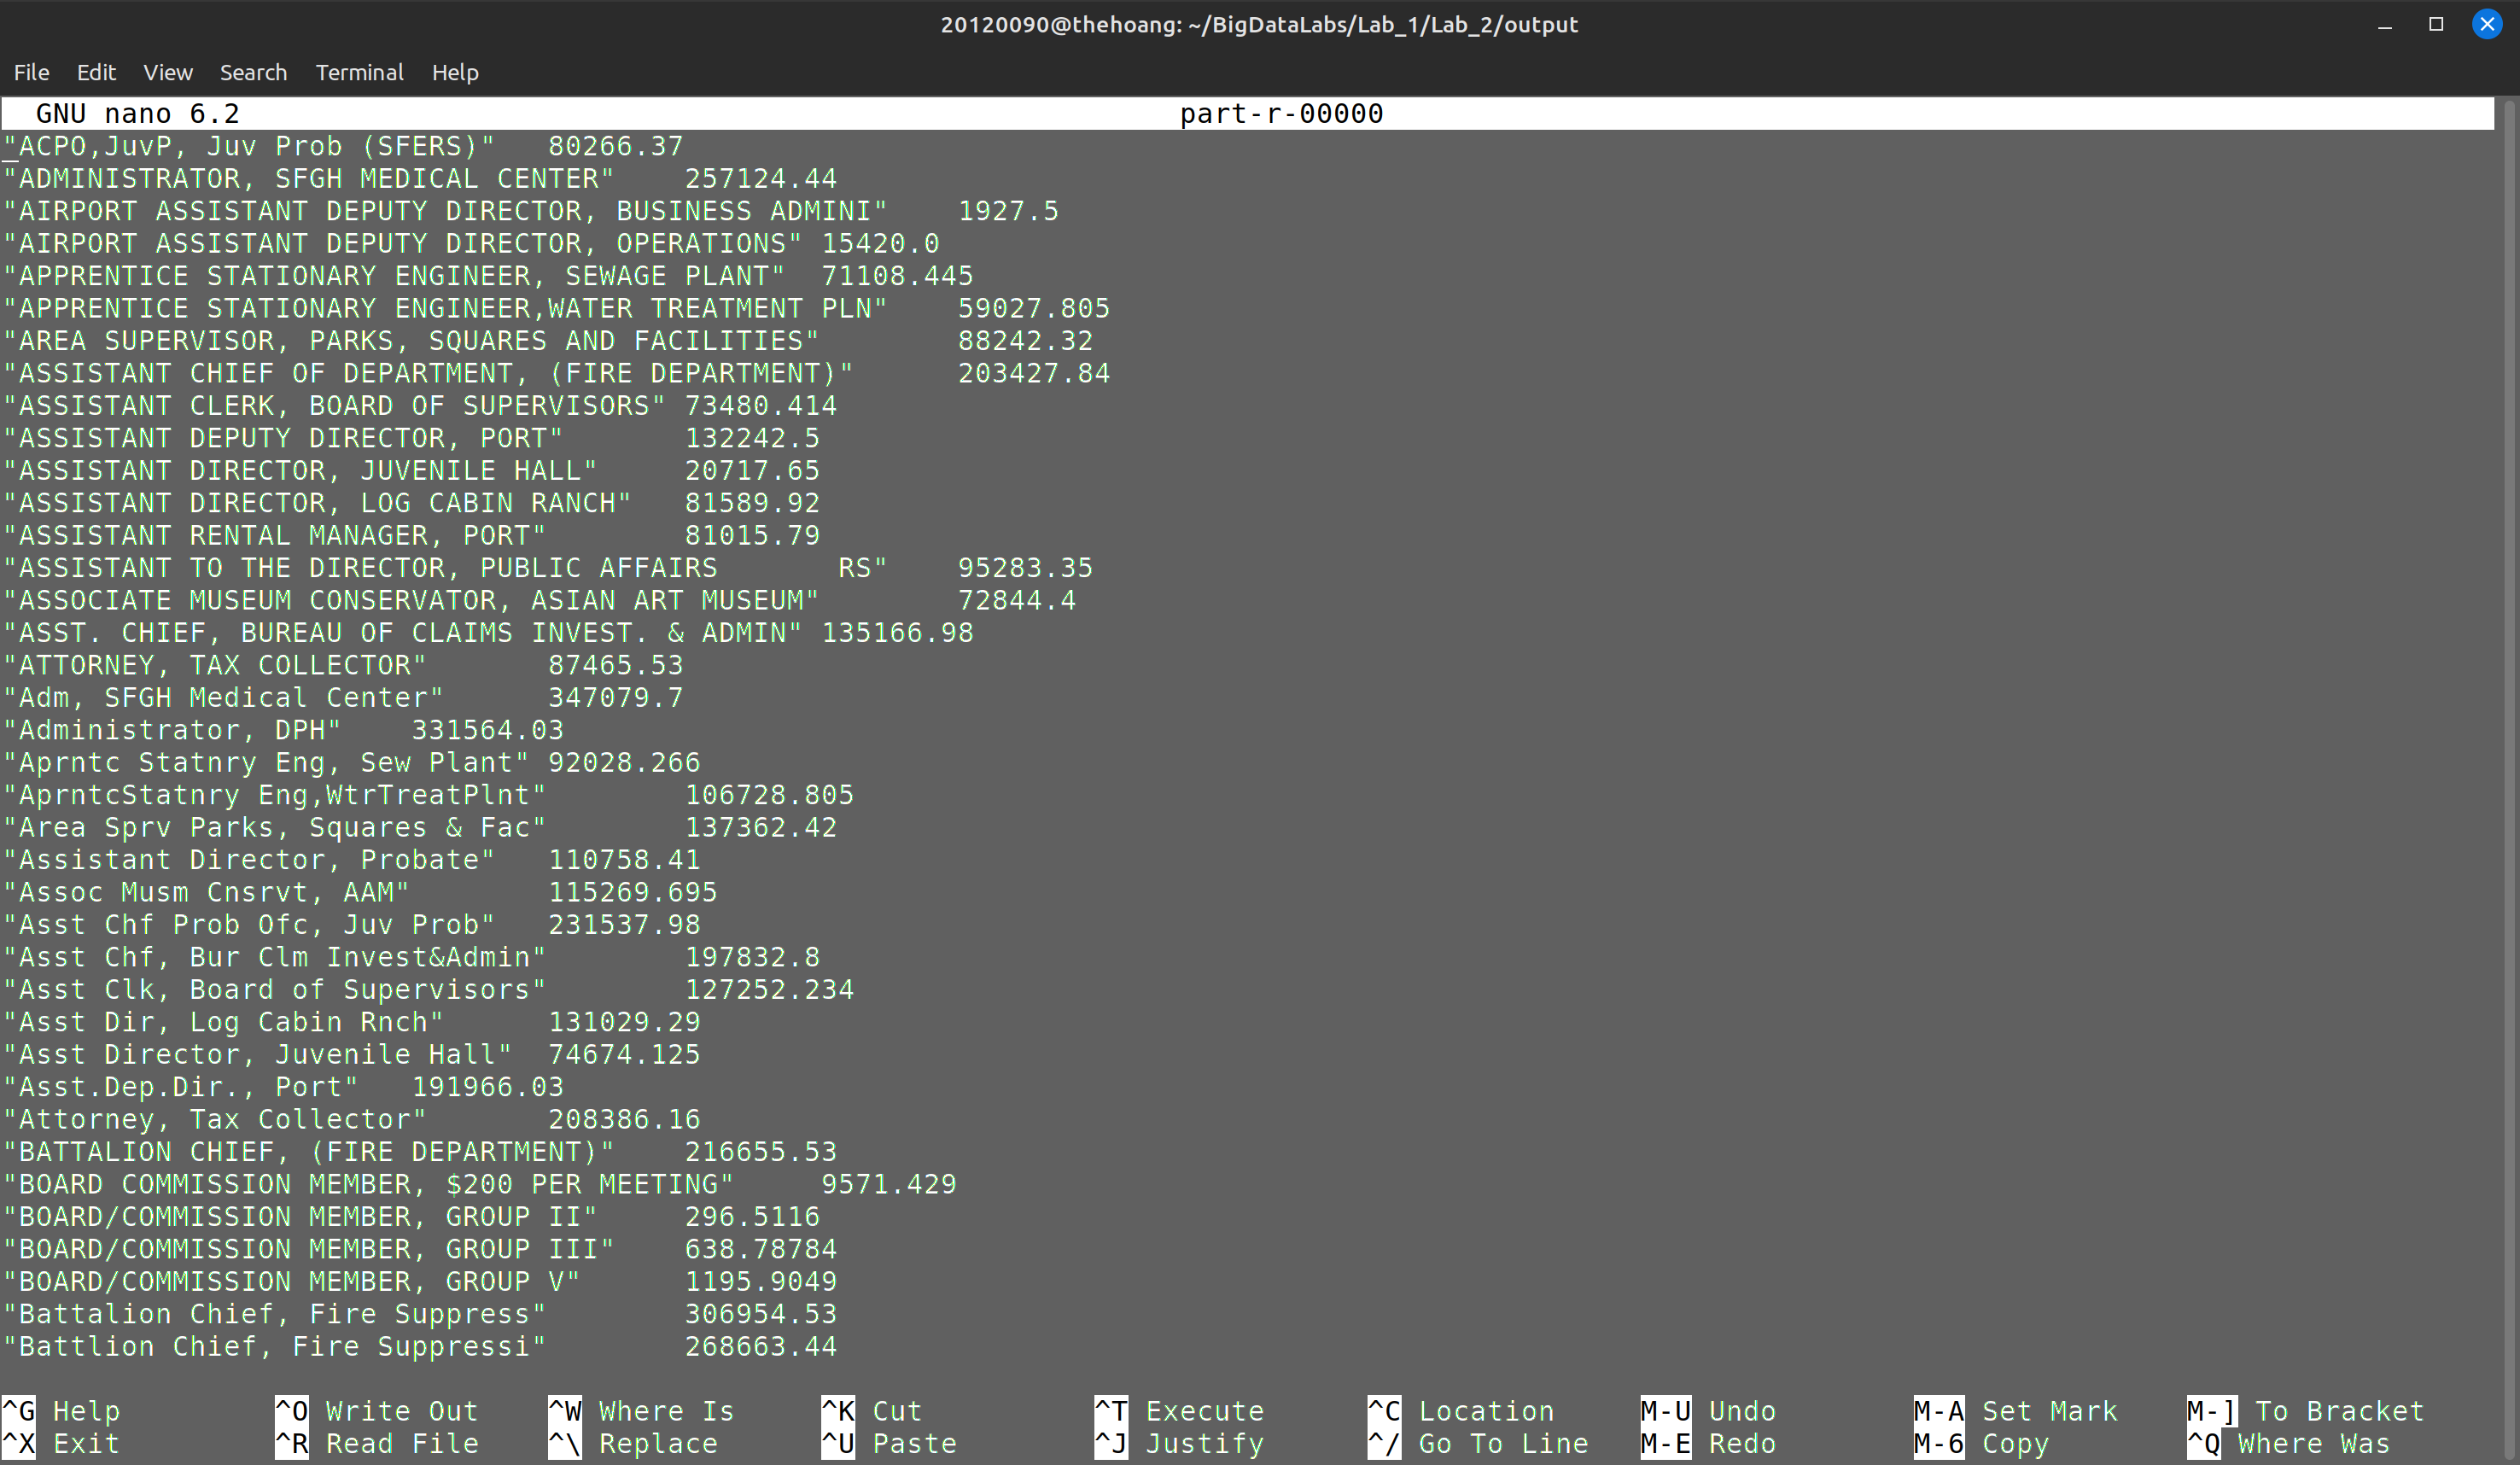 20120090@thehoang: ~/BigDataLabs/Lab_1/Lab_2/output
File Edit View Search Terminal Help
GNU nano 6.2 part-r-00000
"ACPO,JuvP, Juv Prob (SFERS)" 80266.37
"ADMINISTRATOR, SFGH MEDICAL CENTER" 257124.44
"AIRPORT ASSISTANT DEPUTY DIRECTOR, BUSINESS ADMINI" 1927.5
"AIRPORT ASSISTANT DEPUTY DIRECTOR, OPERATIONS" 15420.0
"APPRENTICE STATIONARY ENGINEER, SEWAGE PLANT" 71108.445
"APPRENTICE STATIONARY ENGINEER,WATER TREATMENT PLN" 59027.805
"AREA SUPERVISOR, PARKS, SQUARES AND FACILITIES" 88242.32
"ASSISTANT CHIEF OF DEPARTMENT, (FIRE DEPARTMENT)" 203427.84
"ASSISTANT CLERK, BOARD OF SUPERVISORS" 73480.414
"ASSISTANT DEPUTY DIRECTOR, PORT" 132242.5
"ASSISTANT DIRECTOR, JUVENILE HALL" 20717.65
"ASSISTANT DIRECTOR, LOG CABIN RANCH" 81589.92
"ASSISTANT RENTAL MANAGER, PORT" 81015.79
"ASSISTANT TO THE DIRECTOR, PUBLIC AFFAIRS RS" 95283.35
"ASSOCIATE MUSEUM CONSERVATOR, ASIAN ART MUSEUM" 72844.4
"ASST. CHIEF, BUREAU OF CLAIMS INVEST. & ADMIN" 135166.98
"ATTORNEY, TAX COLLECTOR" 87465.53
"Adm, SFGH Medical Center" 347079.7
"Administrator, DPH" 331564.03
"Aprntc Statnry Eng, Sew Plant" 92028.266
"AprntcStatnry Eng,WtrTreatPlnt" 106728.805
"Area Sprv Parks, Squares & Fac" 137362.42
"Assistant Director, Probate" 110758.41
"Assoc Musm Cnsrvt, AAM" 115269.695
"Asst Chf Prob Ofc, Juv Prob" 231537.98
"Asst Chf, Bur Clm Invest&Admin" 197832.8
"Asst Clk, Board of Supervisors" 127252.234
"Asst Dir, Log Cabin Rnch" 131029.29
"Asst Director, Juvenile Hall" 74674.125
"Asst.Dep.Dir., Port" 191966.03
"Attorney, Tax Collector" 208386.16
"BATTALION CHIEF, (FIRE DEPARTMENT)" 216655.53
"BOARD COMMISSION MEMBER, $200 PER MEETING" 9571.429
"BOARD/COMMISSION MEMBER, GROUP II" 296.5116
"BOARD/COMMISSION MEMBER, GROUP III" 638.78784
"BOARD/COMMISSION MEMBER, GROUP V" 1195.9049
"Battalion Chief, Fire Suppress" 306954.53
"Battlion Chief, Fire Suppressi" 268663.44
^G Help ^O Write Out ^W Where Is ^K Cut ^T Execute ^C Location M-U Undo M-A Set Mark M-] To Bracket
^X Exit ^R Read File ^\ Replace ^U Paste ^J Justify ^/ Go To Line M-E Redo M-6 Copy ^Q Where Was